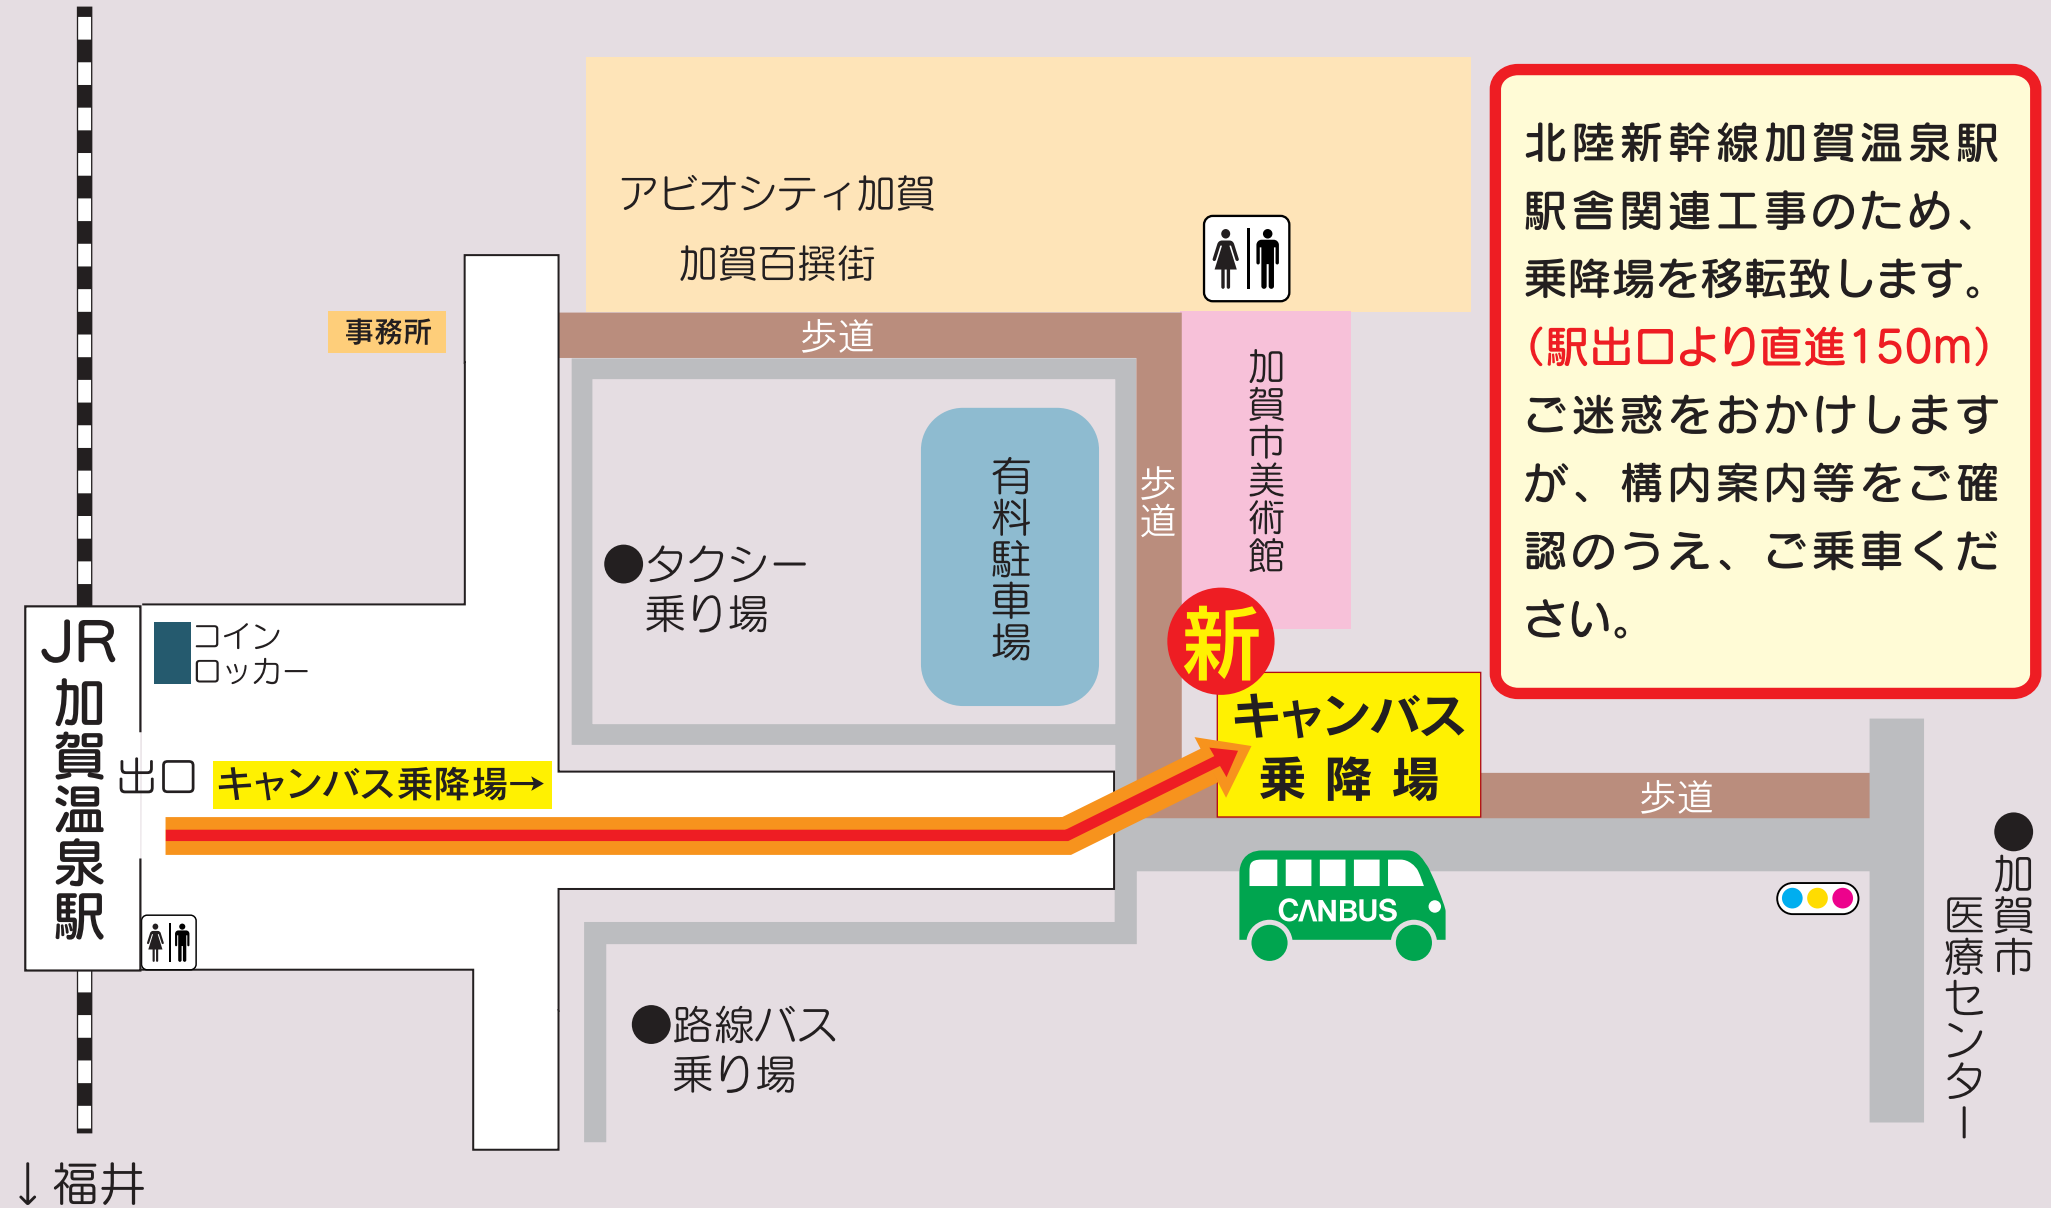 アビオシティ加賀
加賀百撰街
事務所
歩道
加賀市美術館
歩道
有料駐車場
●タクシー
乗り場
JR
加賀温泉駅
コイン
ロッカー
出口
キャンバス乗降場→
新
キャンバス
乗降場
歩道
CANBUS
●加賀市
医療センター
●路線バス
乗り場
↓福井
北陸新幹線加賀温泉駅
駅舎関連工事のため、
乗降場を移転致します。
(駅出口より直進150m)
ご迷惑をおかけします
が、構内案内等をご確
認のうえ、ご乗車くだ
さい。